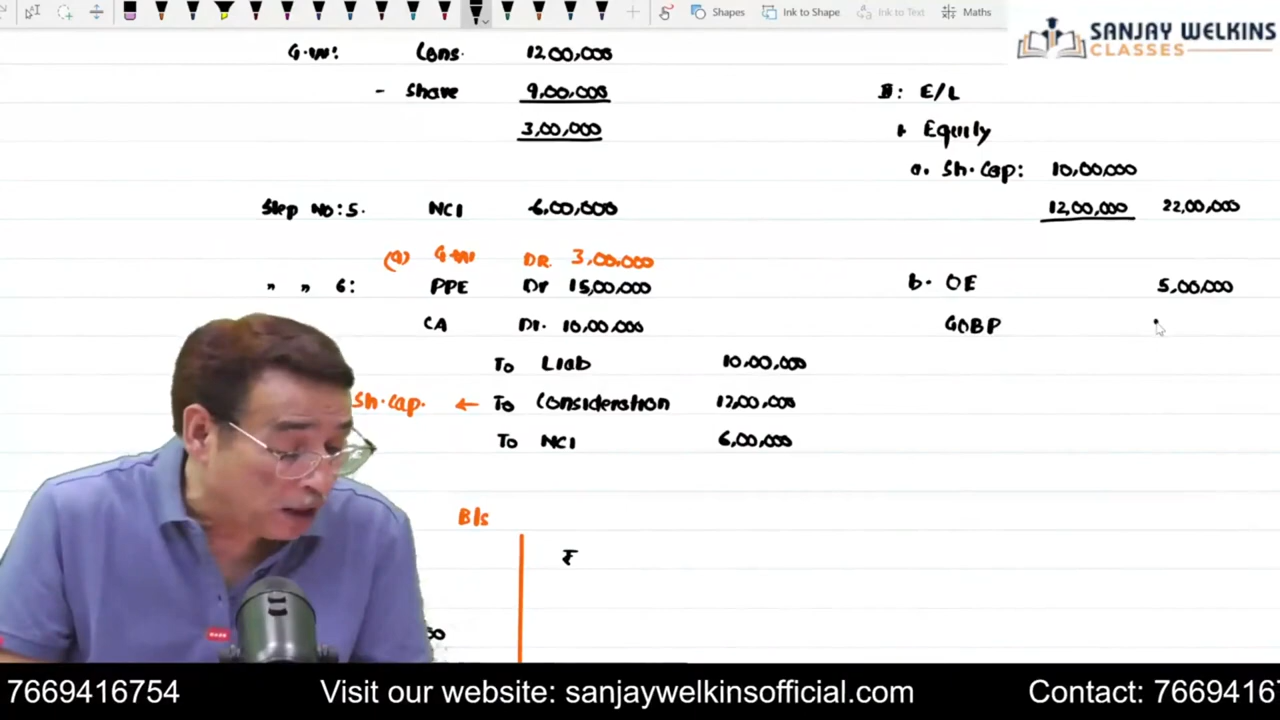 Shapes Ink to Shape Ink to Text Maths
SANJAY WELKINS
CLASSES
G.W: Cons. 12,00,000
- Share 9,00,000
3,00,000
II: E/L
1 Equity
a. Sh. Cap: 10,00,000
12,00,000 22,00,000
Step No: 5. NCI 6,00,000
G.W DR. 3,00,000
" " 6: PPE Dr 15,00,000
b. OE 5,00,000
CA Dr. 10,00,000
GOBP
To Liab 10,00,000
Sh. Cap. ← To Consideration 12,00,000
To NCI 6,00,000
B/s
₹
7669416754 Visit our website: sanjaywelkinsofficial.com Contact: 76694167